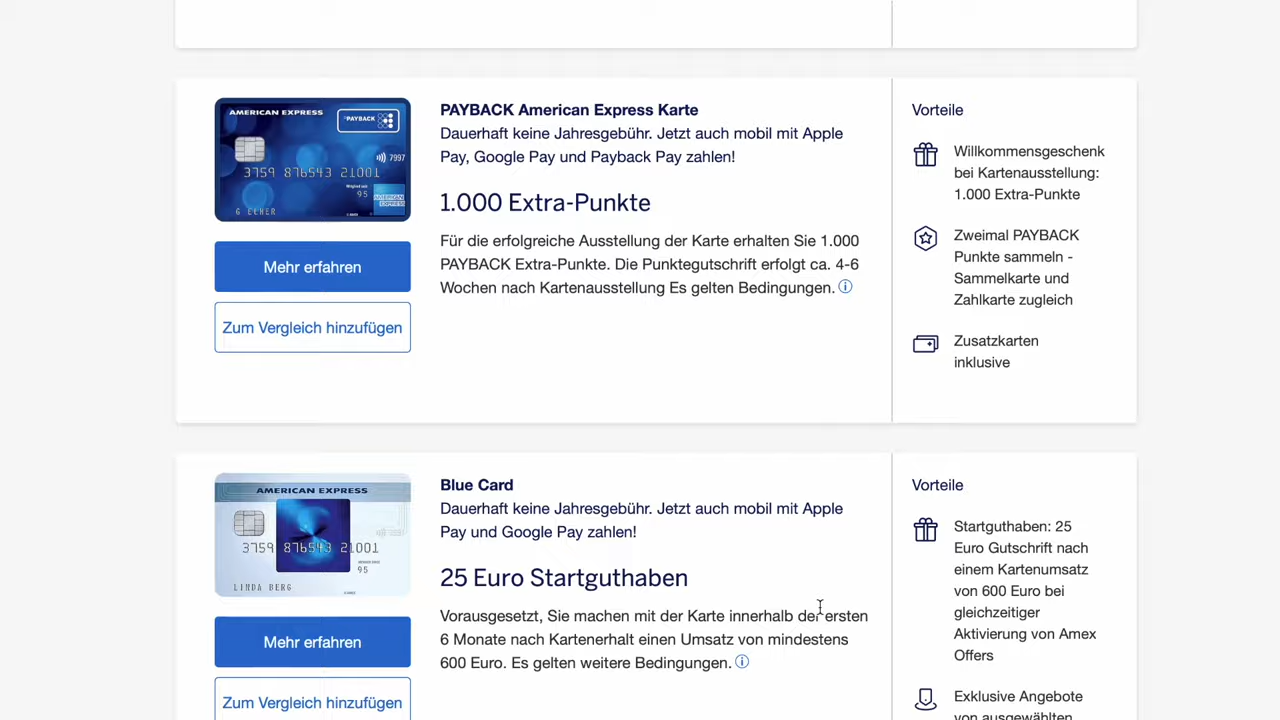 AMERICAN EXPRESS
PAYBACK
7997
3759 876543 21001
95
AMERICAN
EXPRESS
Mehr erfahren
Zum Vergleich hinzufügen
PAYBACK American Express Karte
Dauerhaft keine Jahresgebühr. Jetzt auch mobil mit Apple
Pay, Google Pay und Payback Pay zahlen!
1.000 Extra-Punkte
Für die erfolgreiche Ausstellung der Karte erhalten Sie 1.000
PAYBACK Extra-Punkte. Die Punktegutschrift erfolgt ca. 4-6
Wochen nach Kartenausstellung Es gelten Bedingungen.
Vorteile
Willkommensgeschenk
bei Kartenausstellung:
1.000 Extra-Punkte
Zweimal PAYBACK
Punkte sammeln -
Sammelkarte und
Zahlkarte zugleich
Zusatzkarten
inklusive
AMERICAN EXPRESS
3759 876543 21001
95
LINDA BERG
Mehr erfahren
Zum Vergleich hinzufügen
Blue Card
Dauerhaft keine Jahresgebühr. Jetzt auch mobil mit Apple
Pay und Google Pay zahlen!
25 Euro Startguthaben
Vorausgesetzt, Sie machen mit der Karte innerhalb der ersten
6 Monate nach Kartenerhalt einen Umsatz von mindestens
600 Euro. Es gelten weitere Bedingungen.
Vorteile
Startguthaben: 25
Euro Gutschrift nach
einem Kartenumsatz
von 600 Euro bei
gleichzeitiger
Aktivierung von Amex
Offers
Exklusive Angebote
von ausgewählten